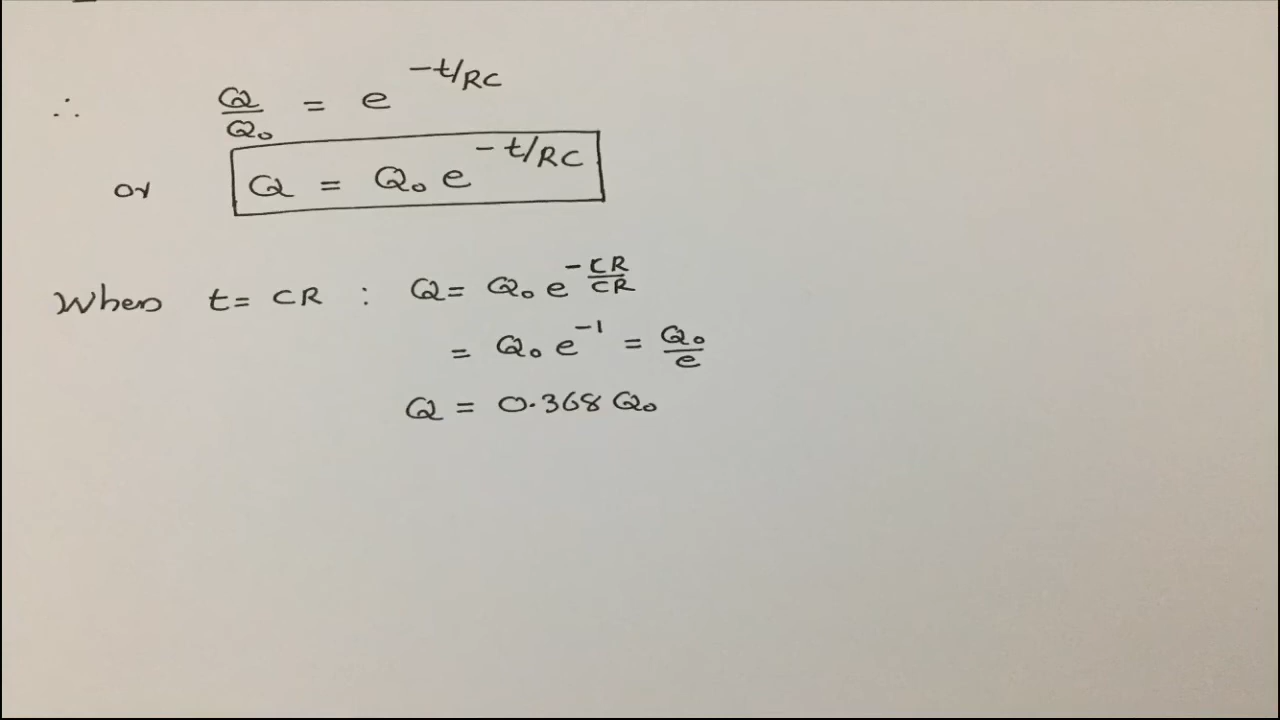 ∴ Q/Q₀ = e^(-t/RC)
or Q = Q₀ e^(-t/RC)
When t = CR : Q = Q₀ e^(-CR/CR)
= Q₀ e^(-1) = Q₀/e
Q = 0.368 Q₀